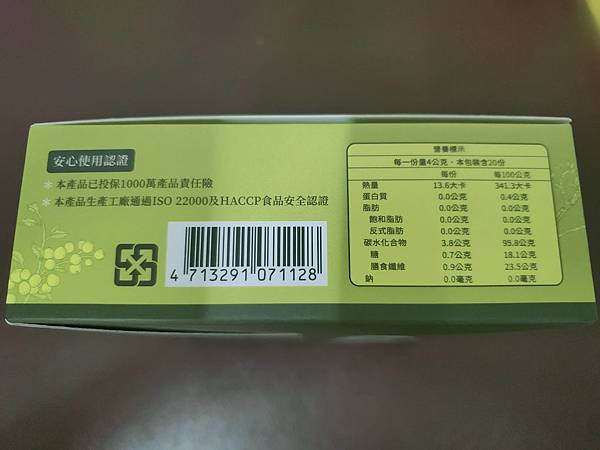 安心使用認證
＊本產品已投保1000萬產品責任險
＊本產品生產工廠通過ISO 22000及HACCP食品安全認證
4 713291 071128
營養標示
每一份量4公克，本包裝含20份
每份 每100公克
熱量 13.6大卡 341.3大卡
蛋白質 0.0公克 0.4公克
脂肪 0.0公克 0.0公克
飽和脂肪 0.0公克 0.0公克
反式脂肪 0.0公克 0.0公克
碳水化合物 3.8公克 95.8公克
糖 0.7公克 18.1公克
膳食纖維 0.9公克 23.5公克
鈉 0.0毫克 0.0毫克